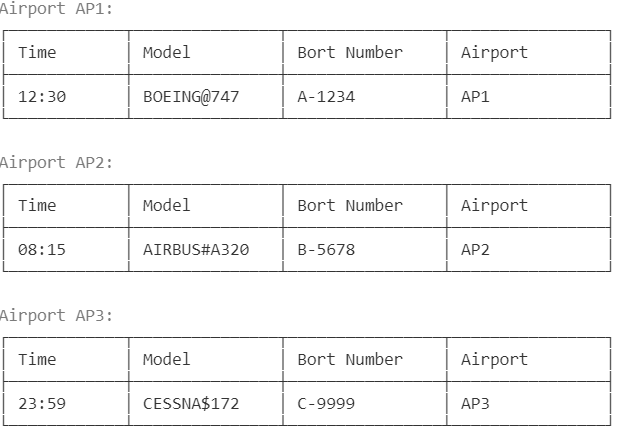 Airport AP1:
Time Model Bort Number Airport
12:30 BOEING@747 A-1234 AP1
Airport AP2:
Time Model Bort Number Airport
08:15 AIRBUS#A320 B-5678 AP2
Airport AP3:
Time Model Bort Number Airport
23:59 CESSNA$172 C-9999 AP3